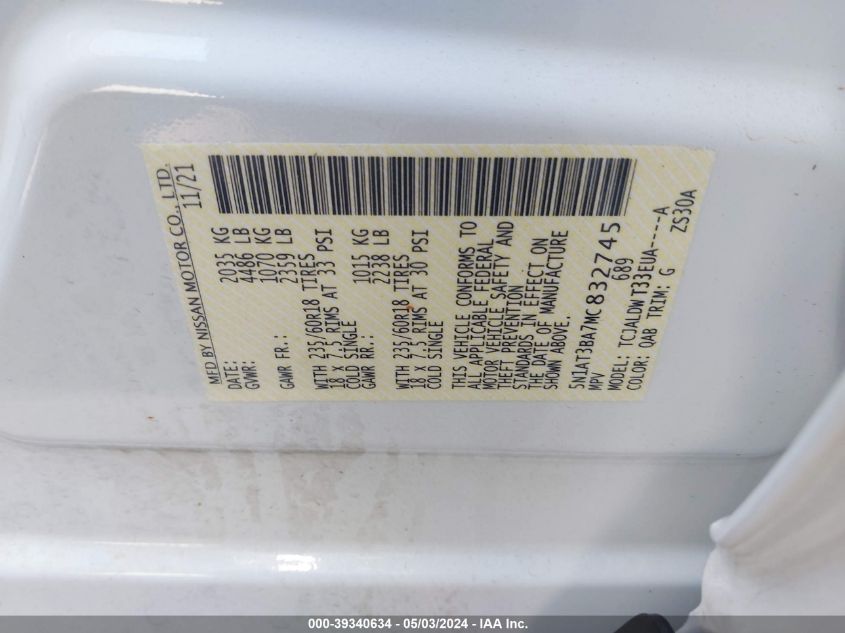 MFD BY NISSAN MOTOR CO., LTD.
DATE: 11/21
GVWR: 2035 KG
4486 LB
GAWR FR.: 1070 KG
2359 LB
WITH 235/60R18 TIRES
18 X 7.5 RIMS AT 33 PSI
COLD SINGLE
GAWR RR.: 1015 KG
2238 LB
WITH 235/60R18 TIRES
18 X 7.5 RIMS AT 30 PSI
COLD SINGLE
THIS VEHICLE CONFORMS TO
ALL APPLICABLE FEDERAL
MOTOR VEHICLE SAFETY AND
THEFT PREVENTION
STANDARDS IN EFFECT ON
THE DATE OF MANUFACTURE
SHOWN ABOVE.
5N1AT3BA7MC832745
MPV 689
MODEL: TCJALDWT33EUA-----A
COLOR: QAB TRIM: G ZS30A
000-39340634 - 05/03/2024 - IAA Inc.